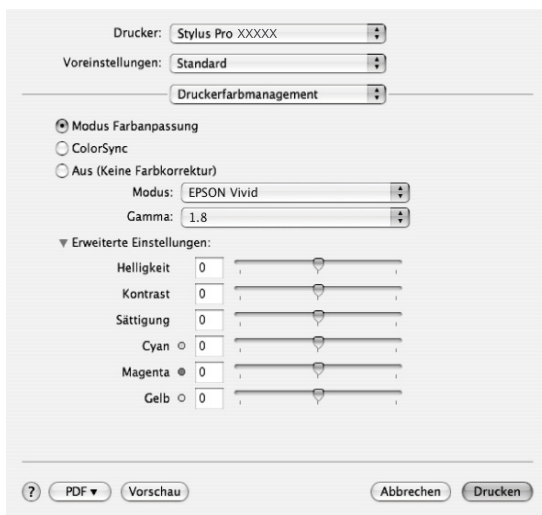 Drucker: Stylus Pro XXXXX
Voreinstellungen: Standard
Druckerfarbmanagement
Modus Farbanpassung
ColorSync
Aus (Keine Farbkorrektur)
Modus: EPSON Vivid
Gamma: 1.8
Erweiterte Einstellungen:
Helligkeit 0
Kontrast 0
Sättigung 0
Cyan 0
Magenta 0
Gelb 0
? PDF Vorschau Abbrechen Drucken